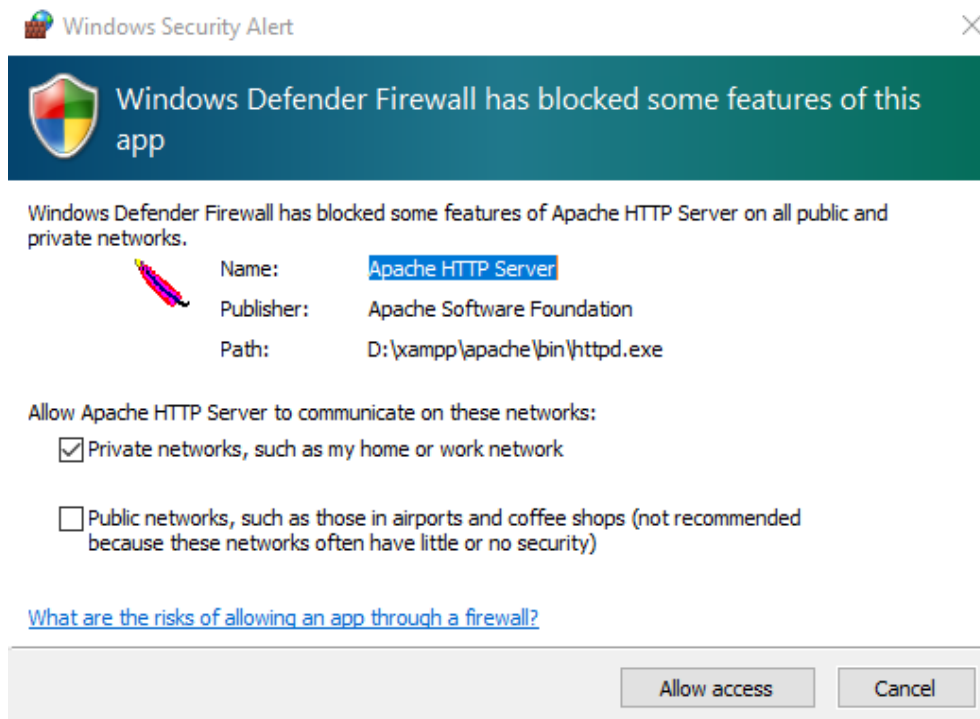 Windows Security Alert
Windows Defender Firewall has blocked some features of this
app
Windows Defender Firewall has blocked some features of Apache HTTP Server on all public and
private networks.
Name: Apache HTTP Server
Publisher: Apache Software Foundation
Path: D:\xampp\apache\bin\httpd.exe
Allow Apache HTTP Server to communicate on these networks:
Private networks, such as my home or work network
Public networks, such as those in airports and coffee shops (not recommended
because these networks often have little or no security)
What are the risks of allowing an app through a firewall?
Allow access Cancel